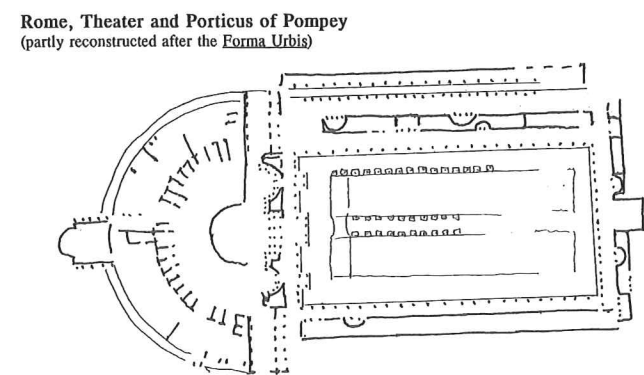 Rome, Theater and Porticus of Pompey
(partly reconstructed after the Forma Urbis)